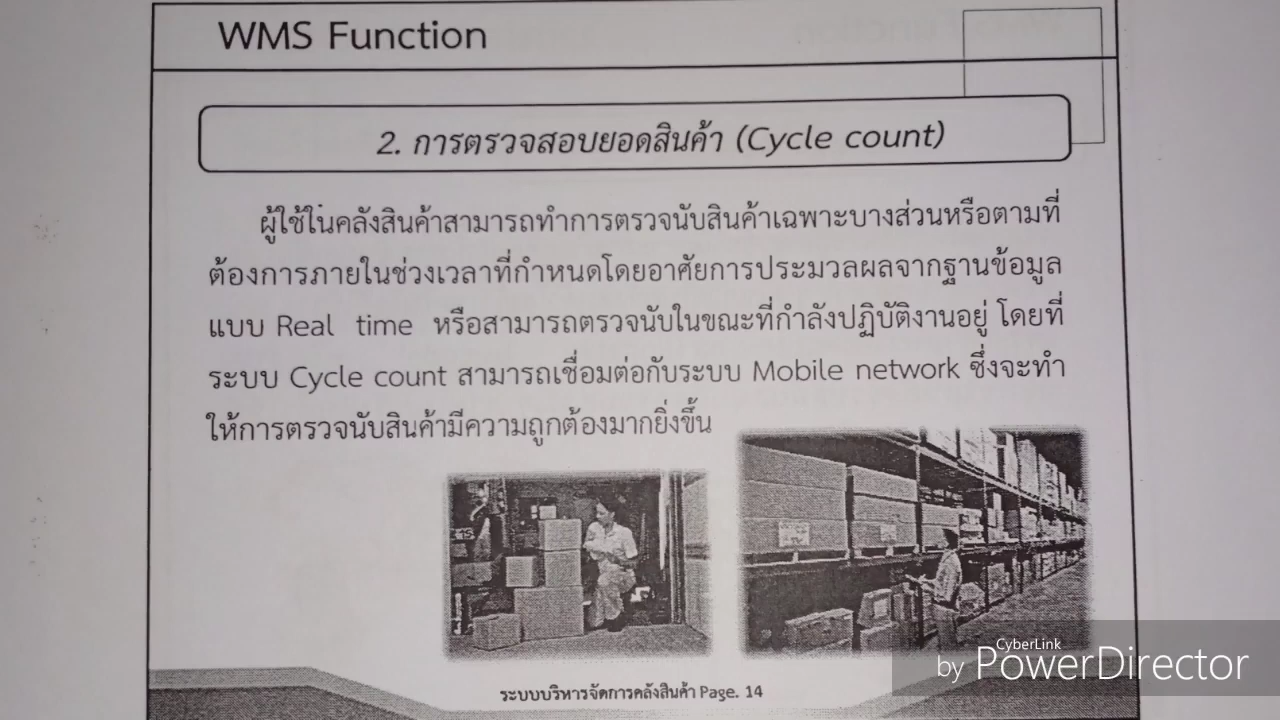 WMS Function
2. การตรวจสอบยอดสินค้า (Cycle count)
ผู้ใช้ในคลังสินค้าสามารถทำการตรวจนับสินค้าเฉพาะบางส่วนหรือตามที่
ต้องการภายในช่วงเวลาที่กำหนดโดยอาศัยการประมวลผลจากฐานข้อมูล
แบบ Real time หรือสามารถตรวจนับในขณะที่กำลังปฏิบัติงานอยู่ โดยที่
ระบบ Cycle count สามารถเชื่อมต่อกับระบบ Mobile network ซึ่งจะทำ
ให้การตรวจนับสินค้ามีความถูกต้องมากยิ่งขึ้น
ระบบบริหารจัดการคลังสินค้า Page. 14
CyberLink
by PowerDirector